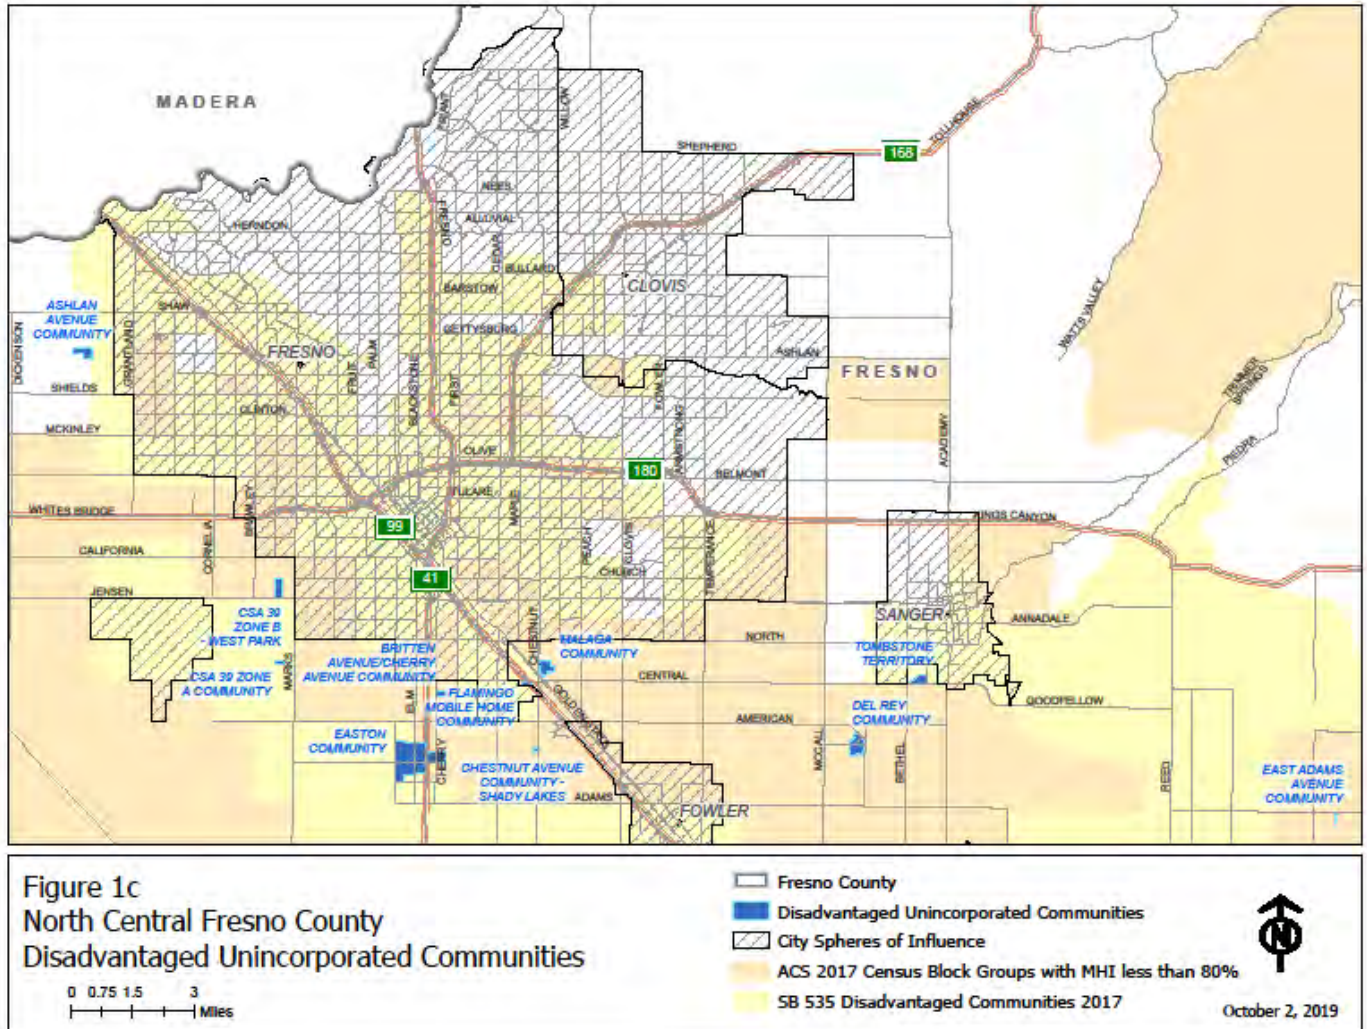 MADERA
FRIANT
WILLOW
TOLLHOUSE
SHEPHERD
168
NEES
HERNDON
ALLUVIAL
FRESNO
CEDAR
BULLARD
CLOVIS
BARSTOW
ASHLAN
AVENUE
COMMUNITY
SHAW
GETTYSBURG
DICKENSON
GRANTLAND
FRESNO
PALM
FRUIT
BLACKSTONE
FIRST
ASHLAN
WATTS VALLEY
FRESNO
TRIMMER
SPRINGS
SHIELDS
CLINTON
FOWLER
ARMSTRONG
ACADEMY
PIEDRA
MCKINLEY
OLIVE
180
BELMONT
WHITES BRIDGE
BRAWLEY
TULARE
MAPLE
99
KINGS CANYON
CALIFORNIA
CORNELIA
PEACH
CLOVIS
TEMPERANCE
CHURCH
41
JENSEN
CSA 39
ZONE B
- WEST PARK
SANGER
ANNADALE
CHESTNUT
MALAGA
COMMUNITY
NORTH
BRITTEN
AVENUE/CHERRY
AVENUE COMMUNITY
TOMBSTONE
TERRITORY
MARKS
CSA 39 ZONE
A COMMUNITY
CENTRAL
ELM
FLAMINGO
MOBILE HOME
COMMUNITY
GOLDEN STATE
GOODFELLOW
AMERICAN
DEL REY
COMMUNITY
EASTON
COMMUNITY
CHERRY
MCCALL
BETHEL
REED
CHESTNUT AVENUE
COMMUNITY -
SHADY LAKES
ADAMS
EAST ADAMS
AVENUE
COMMUNITY
FOWLER
Figure 1c
North Central Fresno County
Disadvantaged Unincorporated Communities
0 0.75 1.5 3
Miles
Fresno County
Disadvantaged Unincorporated Communities
City Spheres of Influence
ACS 2017 Census Block Groups with MHI less than 80%
SB 535 Disadvantaged Communities 2017
N
October 2, 2019